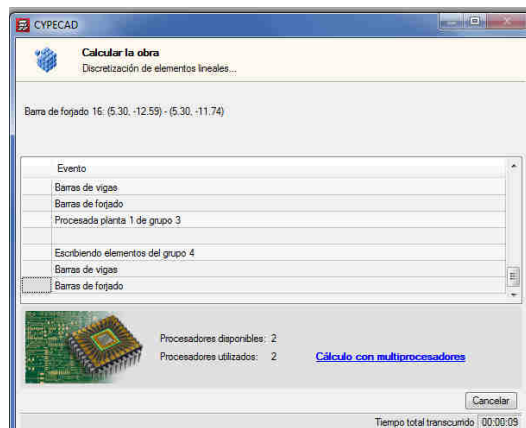 CYPECAD
Calcular la obra
Discretización de elementos lineales...
Barra de forjado 16: (5.30, -12.59) - (5.30, -11.74)
Evento
Barras de vigas
Barras de forjado
Procesada planta 1 de grupo 3
Escribiendo elementos del grupo 4
Barras de vigas
Barras de forjado
Procesadores disponibles: 2
Procesadores utilizados: 2
Cálculo con multiprocesadores
Cancelar
Tiempo total transcurrido 00:00:09